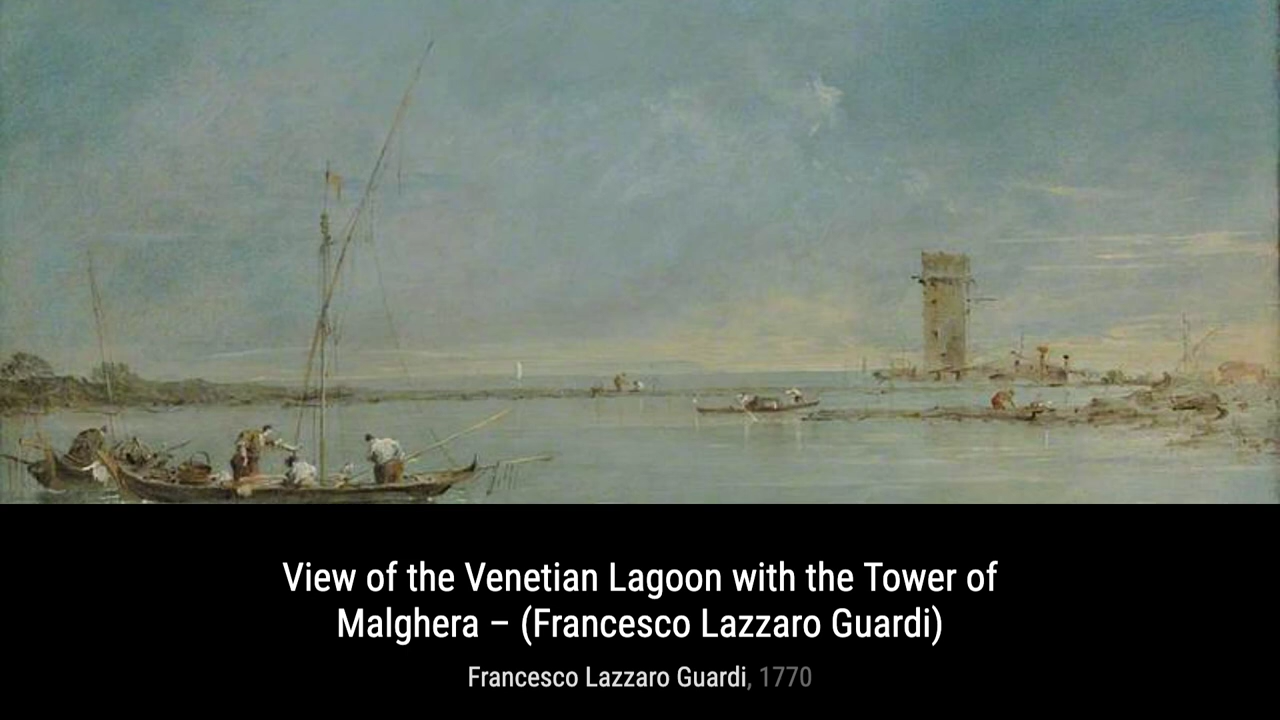 View of the Venetian Lagoon with the Tower of
Malghera – (Francesco Lazzaro Guardi)
Francesco Lazzaro Guardi, 1770